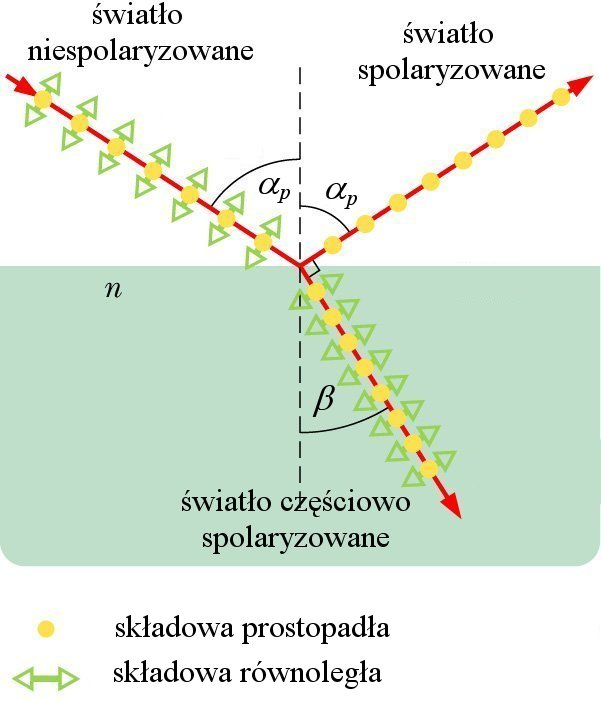 światło
niespolaryzowane
światło
spolaryzowane
αp
αp
n
β
światło częściowo
spolaryzowane
składowa prostopadła
składowa równoległa